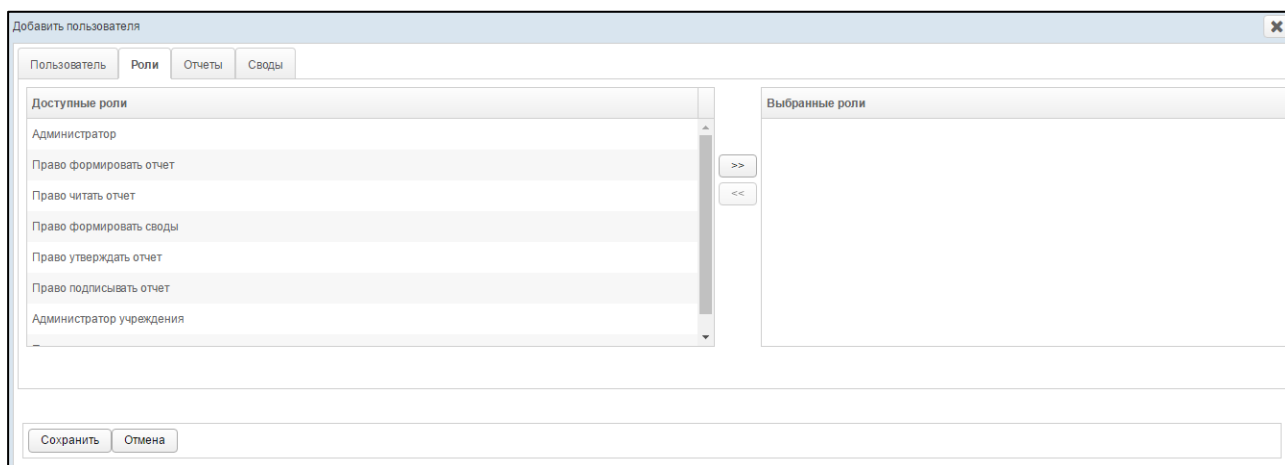 Добавить пользователя
Пользователь Роли Отчеты Своды
Доступные роли Выбранные роли
Администратор
Право формировать отчет
>>
Право читать отчет
<<
Право формировать своды
Право утверждать отчет
Право подписывать отчет
Администратор учреждения
Сохранить Отмена